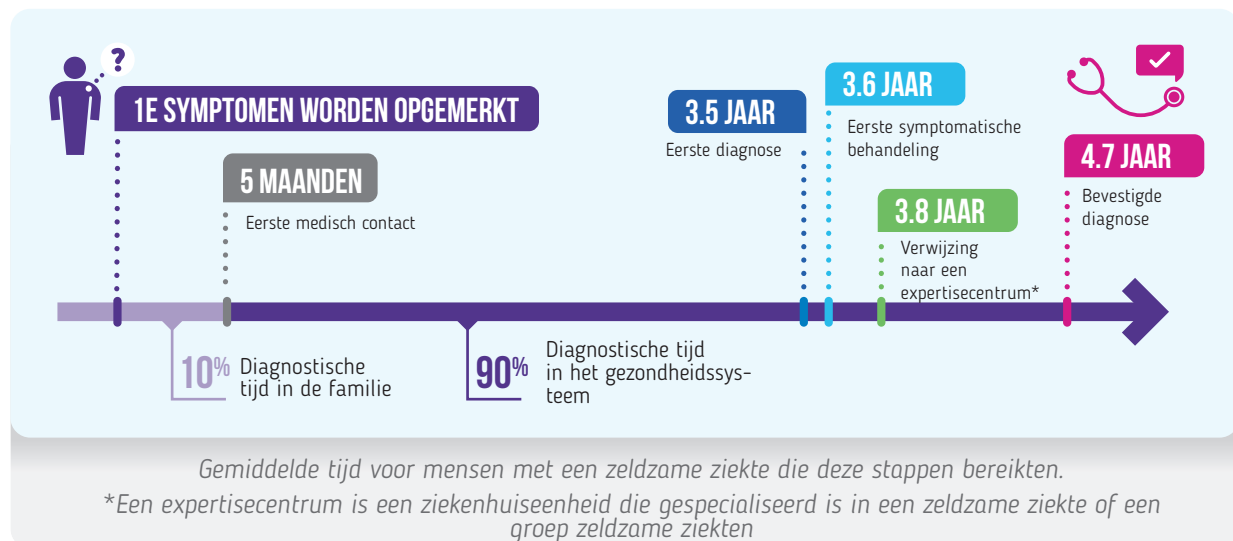 ?
1E SYMPTOMEN WORDEN OPGEMERKT
5 MAANDEN
Eerste medisch contact
3.5 JAAR
Eerste diagnose
3.6 JAAR
Eerste symptomatische
behandeling
3.8 JAAR
Verwijzing
naar een
expertisecentrum*
4.7 JAAR
Bevestigde
diagnose
10%
Diagnostische
tijd in de familie
90%
Diagnostische tijd
in het gezondheidssys-
teem
Gemiddelde tijd voor mensen met een zeldzame ziekte die deze stappen bereikten.
*Een expertisecentrum is een ziekenhuiseenheid die gespecialiseerd is in een zeldzame ziekte of een
groep zeldzame ziekten